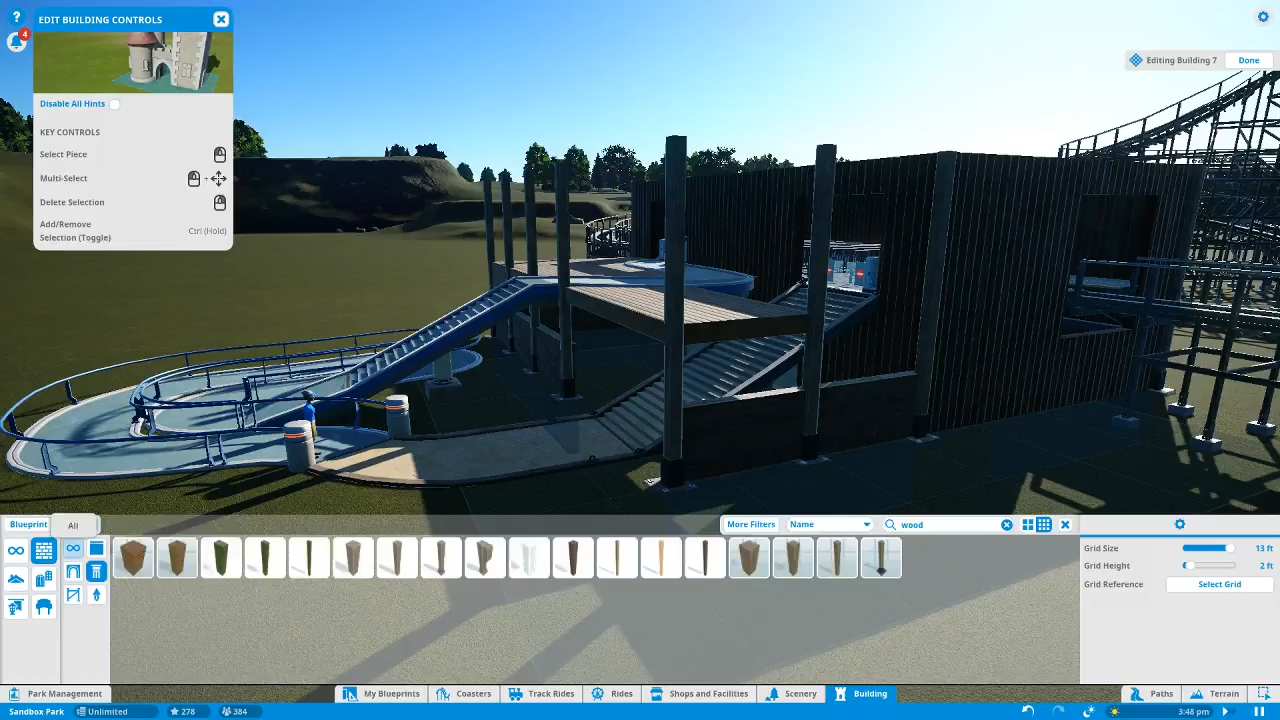 ?
EDIT BUILDING CONTROLS
4
Editing Building 7
Done
Disable All Hints
KEY CONTROLS
Select Piece
Multi-Select
Delete Selection
Add/Remove
Selection (Toggle)
Ctrl (Hold)
Blueprint
All
More Filters
Name
wood
Grid Size
13 ft
Grid Height
2 ft
Grid Reference
Select Grid
Park Management
My Blueprints
Coasters
Track Rides
Rides
Shops and Facilities
Scenery
Building
Paths
Terrain
Sandbox Park
Unlimited
278
384
3:48 pm